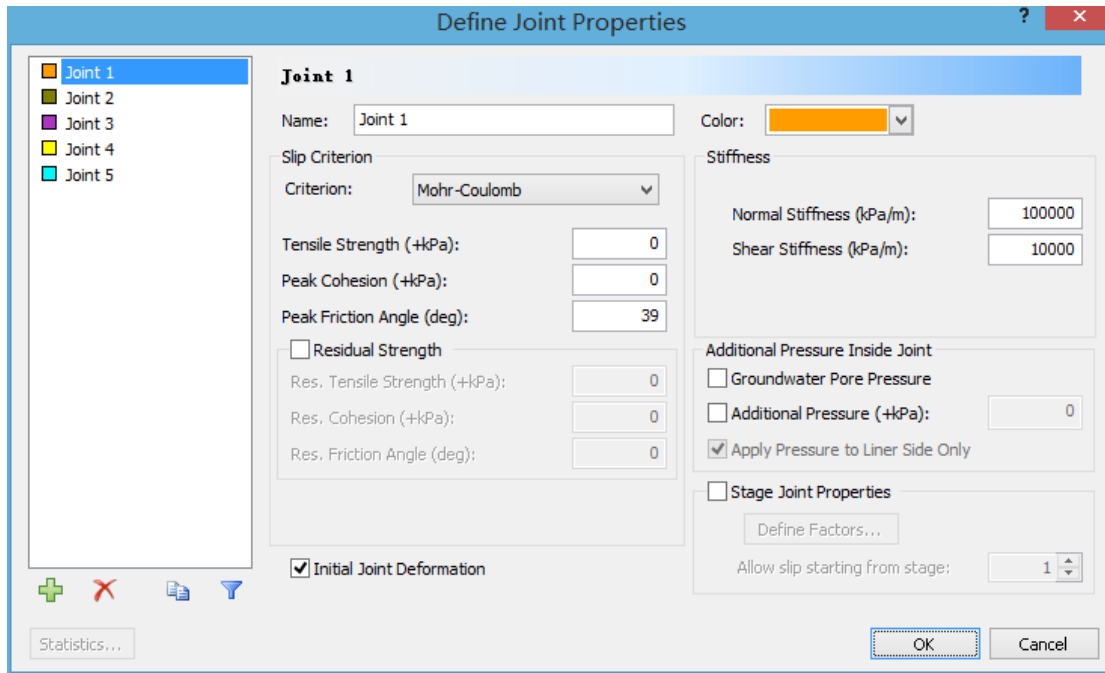 Define Joint Properties
?
×
Joint 1
Joint 2
Joint 3
Joint 4
Joint 5
Joint 1
Name: Joint 1
Color:
Slip Criterion
Criterion: Mohr-Coulomb
Tensile Strength (+kPa): 0
Peak Cohesion (+kPa): 0
Peak Friction Angle (deg): 39
Residual Strength
Res. Tensile Strength (+kPa): 0
Res. Cohesion (+kPa): 0
Res. Friction Angle (deg): 0
Initial Joint Deformation
Stiffness
Normal Stiffness (kPa/m): 100000
Shear Stiffness (kPa/m): 10000
Additional Pressure Inside Joint
Groundwater Pore Pressure
Additional Pressure (+kPa): 0
Apply Pressure to Liner Side Only
Stage Joint Properties
Define Factors...
Allow slip starting from stage: 1
Statistics...
OK
Cancel